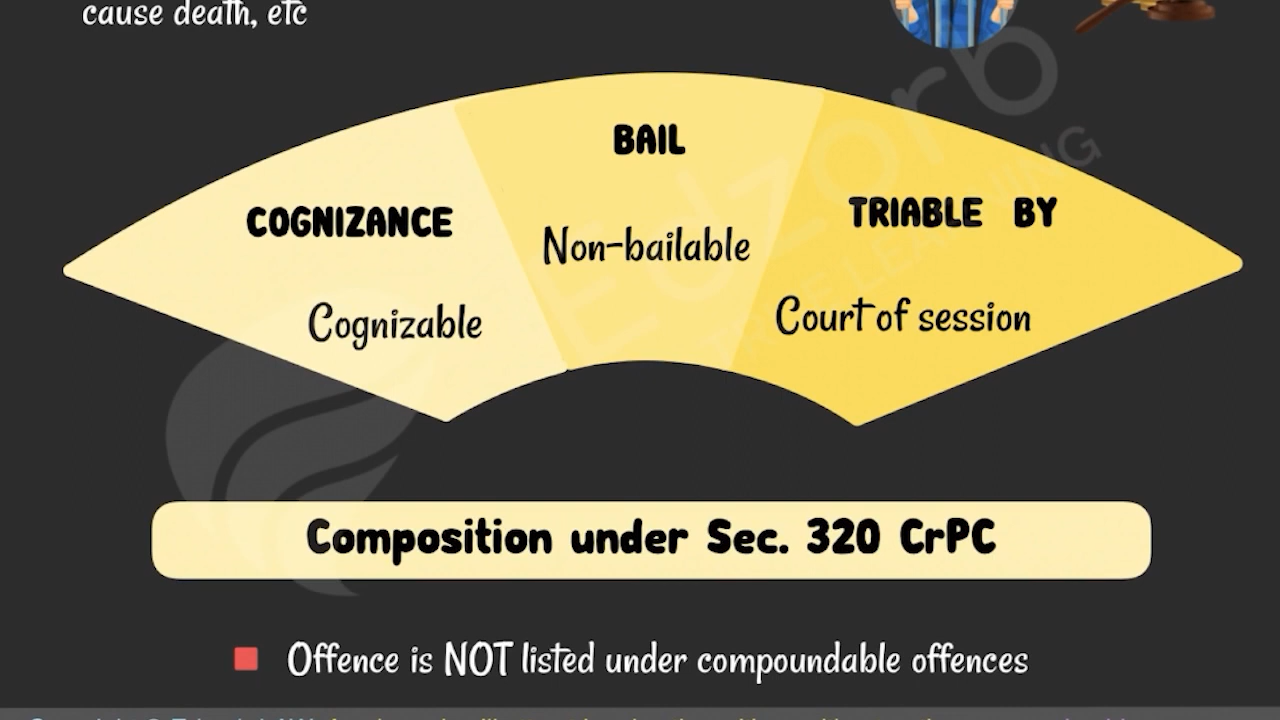 cause death, etc
BAIL
Non-bailable
COGNIZANCE
Cognizable
TRIABLE BY
Court of session
Edzorb
Composition under Sec. 320 CrPC
Offence is NOT listed under compoundable offences